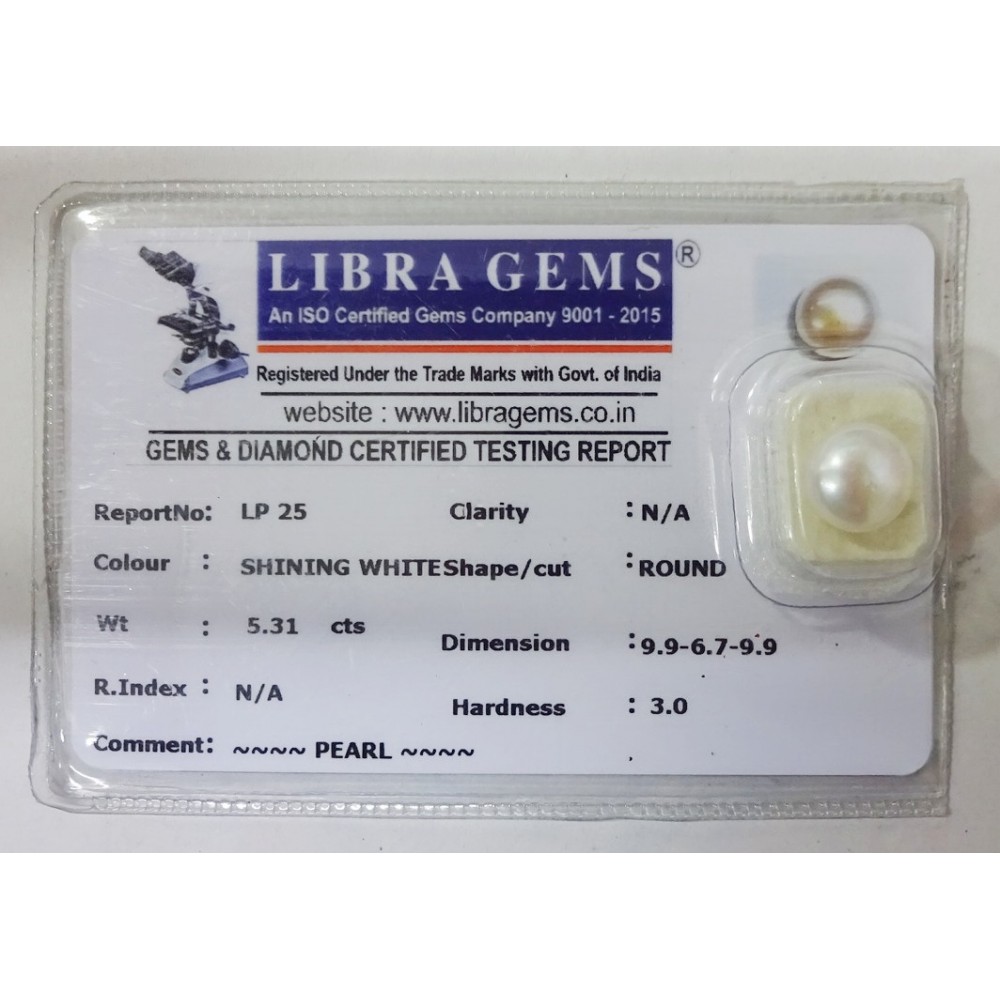 LIBRA GEMS ®
An ISO Certified Gems Company 9001 - 2015
Registered Under the Trade Marks with Govt. of India
website : www.libragems.co.in
GEMS & DIAMOND CERTIFIED TESTING REPORT
ReportNo: LP 25 Clarity : N/A
Colour : SHINING WHITE Shape/cut : ROUND
Wt : 5.31 cts Dimension : 9.9-6.7-9.9
R.Index : N/A Hardness : 3.0
Comment: ~~~~ PEARL ~~~~